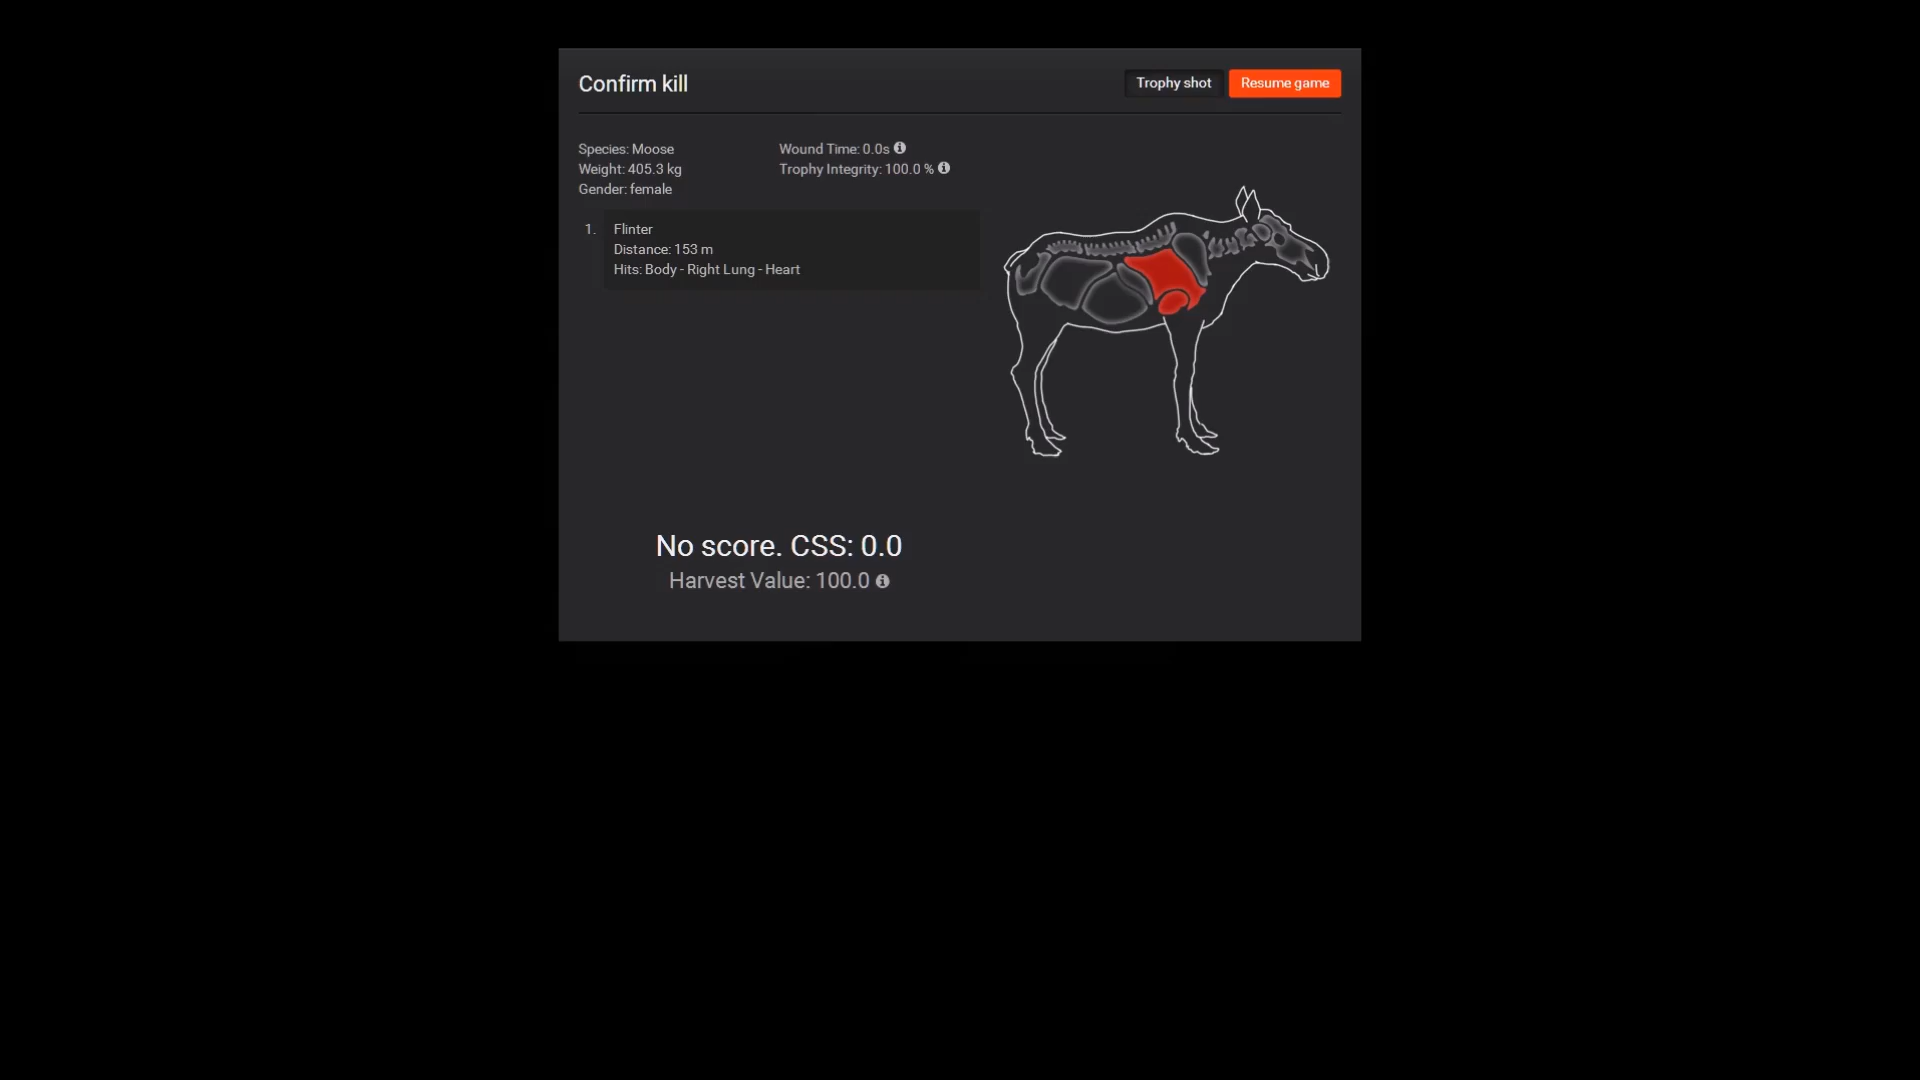 Confirm kill
Trophy shot
Resume game
Species: Moose
Weight: 405.3 kg
Gender: female
Wound Time: 0.0s
Trophy Integrity: 100.0 %
1.
Flinter
Distance: 153 m
Hits: Body - Right Lung - Heart
No score. CSS: 0.0
Harvest Value: 100.0